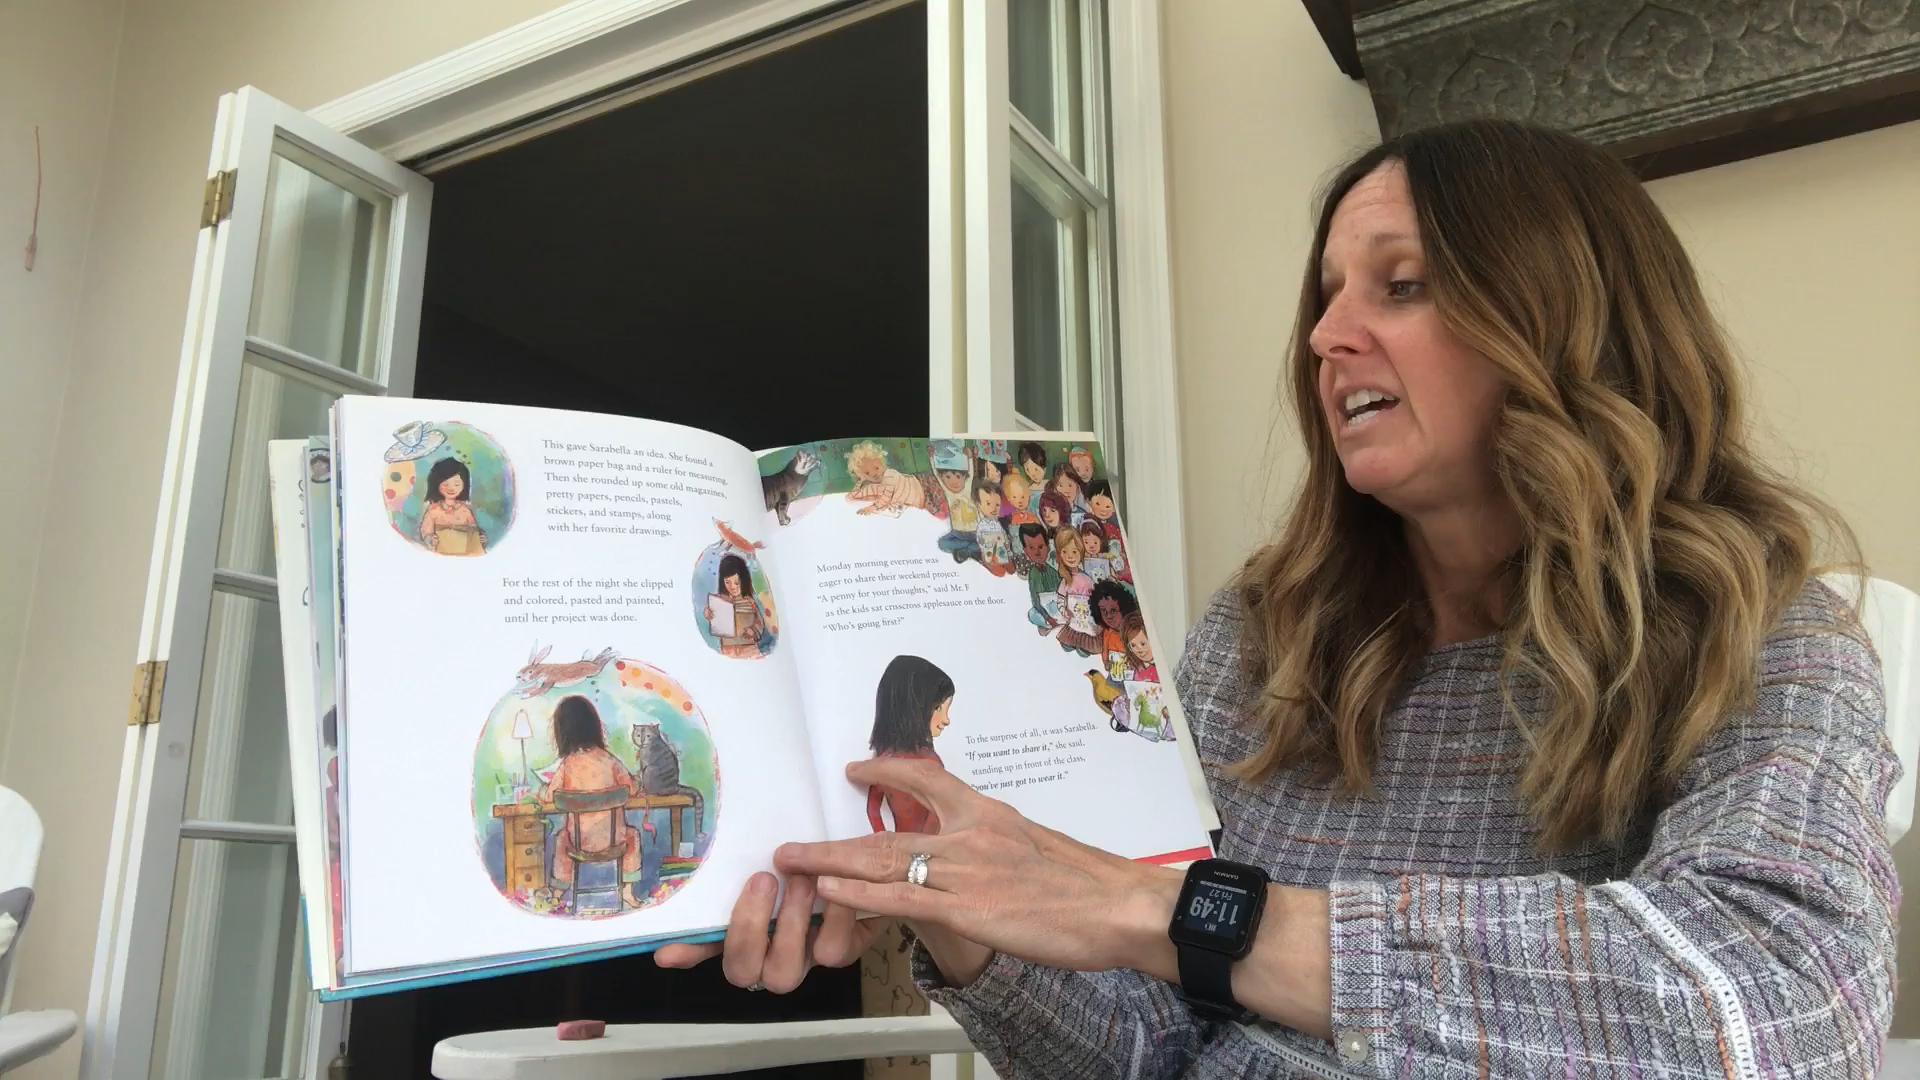 This gave Sarabella an idea. She found a
brown paper bag and a ruler for measuring.
Then she rounded up some old magazines,
pretty papers, pencils, pastels,
stickers, and stamps, along
with her favorite drawings.
For the rest of the night she clipped
and colored, pasted and painted,
until her project was done.
Monday morning everyone was
eager to share their weekend project.
"A penny for your thoughts," said Mr. F
as the kids sat crisscross applesauce on the floor.
"Who's going first?"
To the surprise of all, it was Sarabella.
"If you want to share it," she said,
standing up in front of the class,
"you've just got to wear it."
GARMIN
Fri 27
11:49